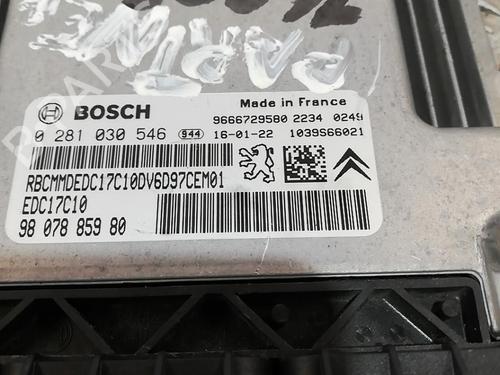 BOSCH
Made in France
9666729580 2234 0249
0 281 030 546 944 16-01-22 1039S66021
RBCMMDEDC17C10DV6D97CEM01
EDC17C10
98 078 859 80